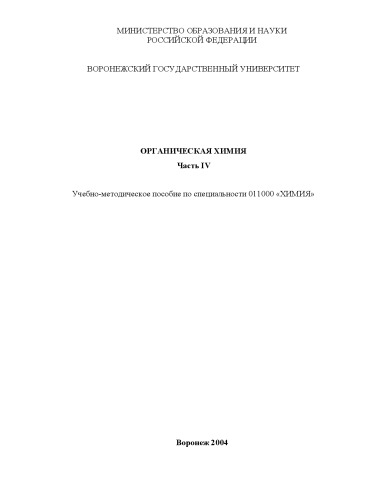 МИНИСТЕРСТВО ОБРАЗОВАНИЯ И НАУКИ
РОССИЙСКОЙ ФЕДЕРАЦИИ
ВОРОНЕЖСКИЙ ГОСУДАРСТВЕННЫЙ УНИВЕРСИТЕТ
ОРГАНИЧЕСКАЯ ХИМИЯ
Часть IV
Учебно-методическое пособие по специальности 011000 «ХИМИЯ»
Воронеж 2004